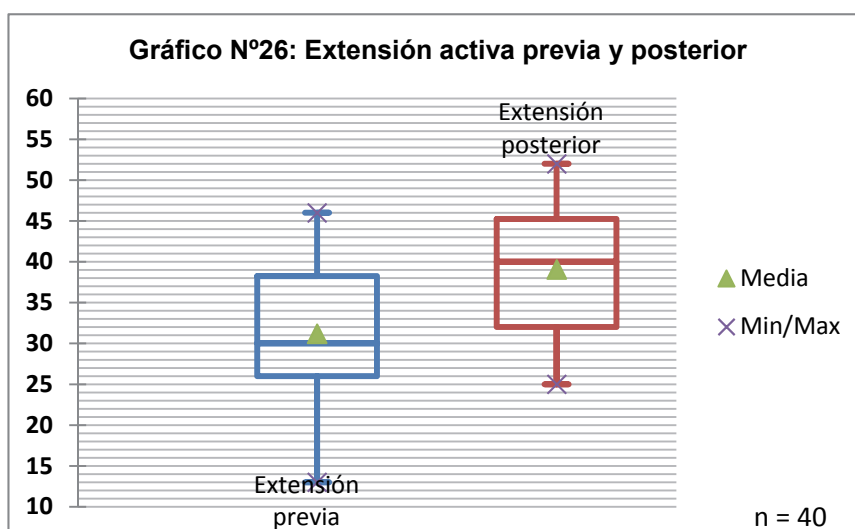 Gráfico Nº26: Extensión activa previa y posterior
60
55
50
45
40
35
30
25
20
15
10
Extensión
posterior
Extensión
previa
Media
Min/Max
n = 40